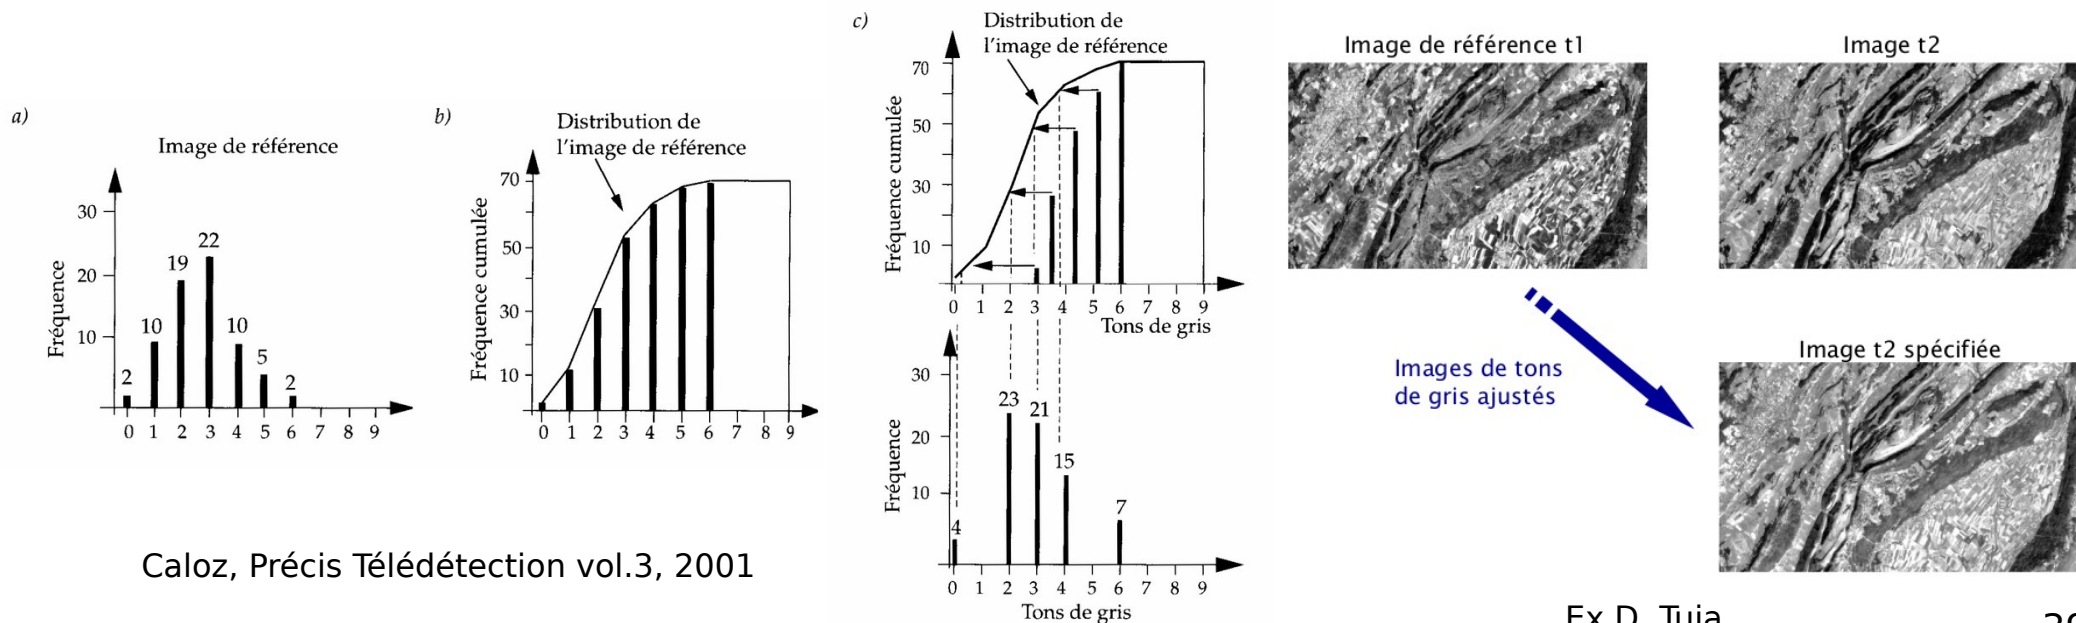 a)
Image de référence
Fréquence
30
20
10
2
10
19
22
10
5
2
0 1 2 3 4 5 6 7 8 9
b)
Distribution de
l'image de référence
Fréquence cumulée
70
50
30
10
0 1 2 3 4 5 6 7 8 9
Caloz, Précis Télédétection vol.3, 2001
c)
Distribution de
l'image de référence
Fréquence cumulée
70
50
30
10
0 1 2 3 4 5 6 7 8 9
Tons de gris
Fréquence
30
20
10
4
23
21
15
7
0 1 2 3 4 5 6 7 8 9
Tons de gris
Image de référence t1
Image t2
Images de tons
de gris ajustés
Image t2 spécifiée
Ex D. Tuia